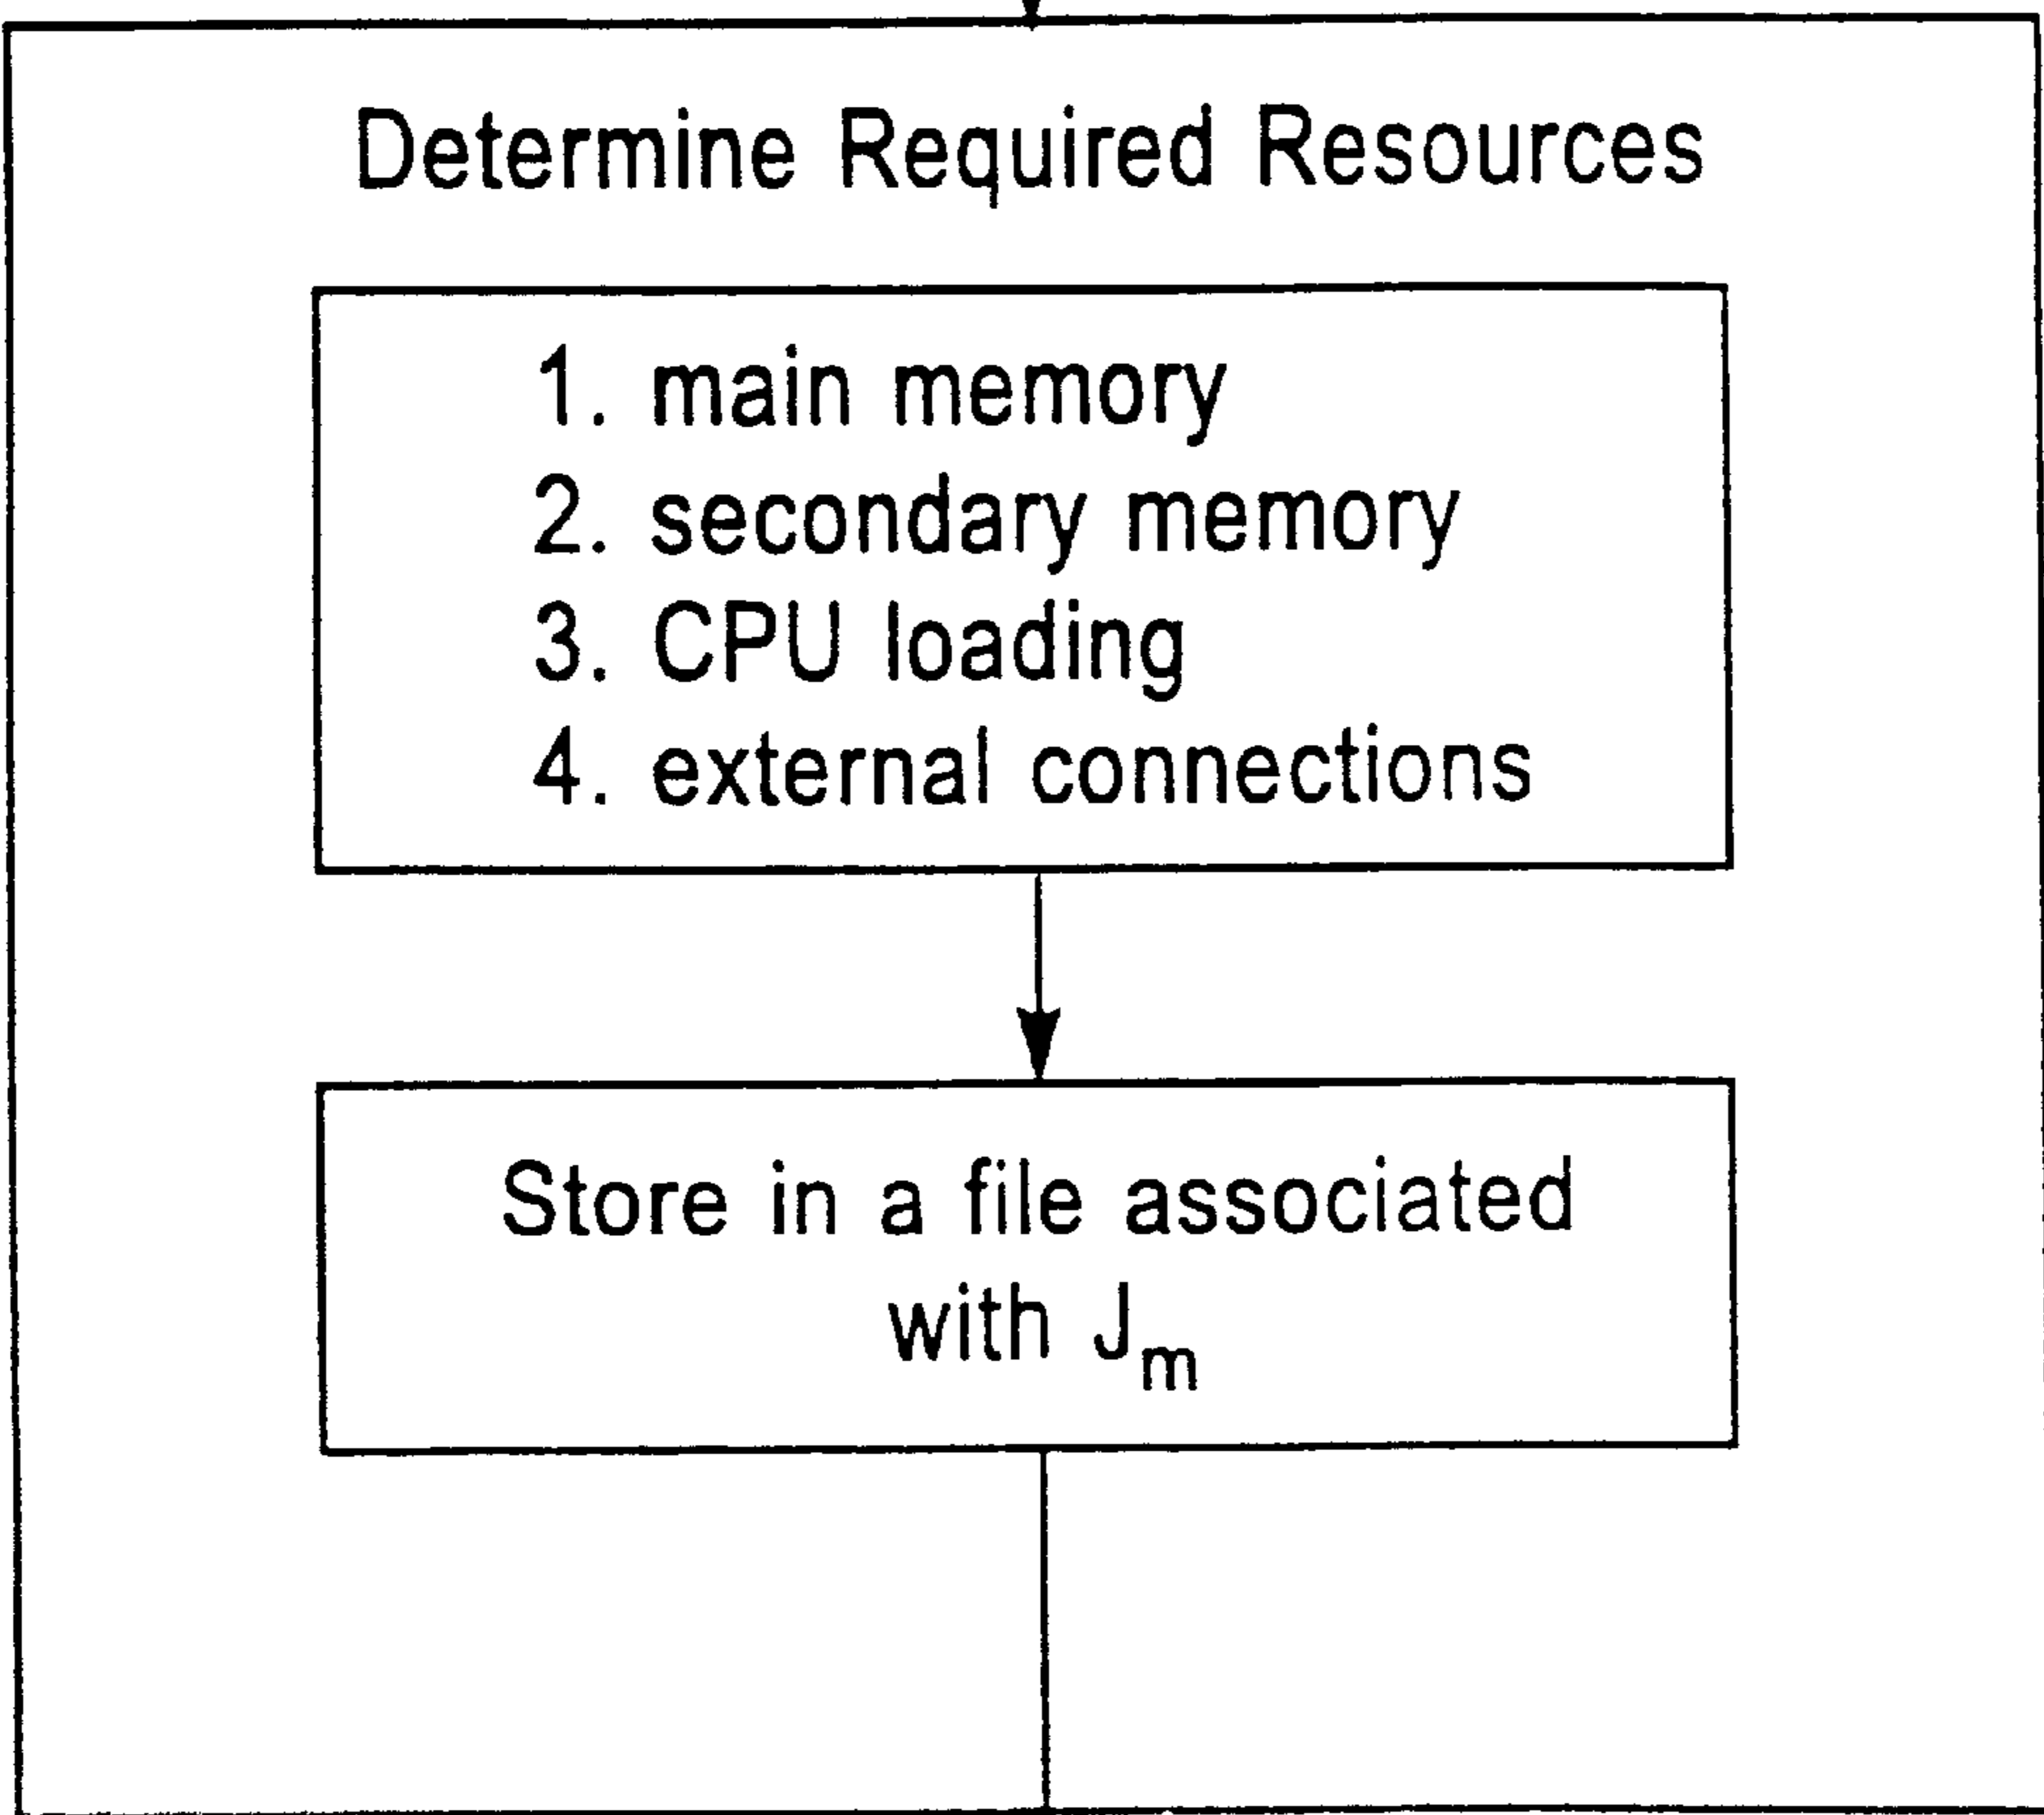 Determine Required Resources
1. main memory
2. secondary memory
3. CPU loading
4. external connections
Store in a file associated
with Jm